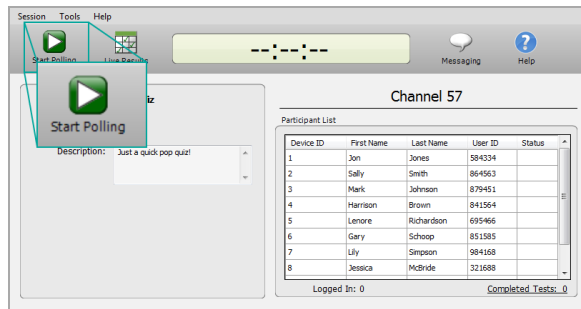 Session Tools Help
Start Polling
Live Results
--:--:--
Messaging
Help
Start Polling
iz
Description: Just a quick pop quiz!
Channel 57
Participant List
Device ID First Name Last Name User ID Status
1 Jon Jones 584334
2 Sally Smith 864563
3 Mark Johnson 879451
4 Harrison Brown 841564
5 Lenore Richardson 695466
6 Gary Schoop 851585
7 Lily Simpson 984168
8 Jessica McBride 321688
Logged In: 0 Completed Tests: 0